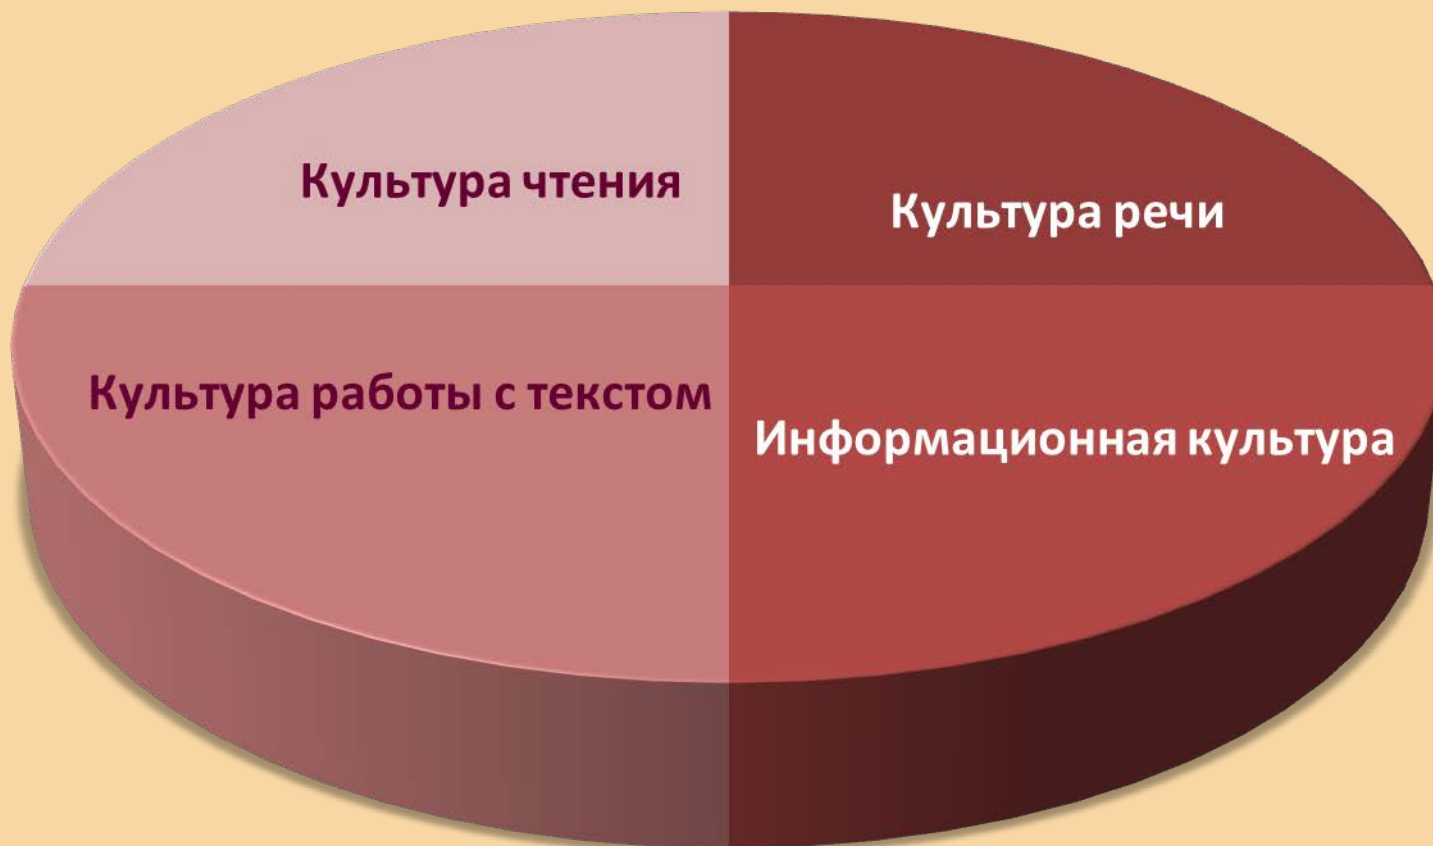 Культура чтения
Культура речи
Культура работы с текстом
Информационная культура